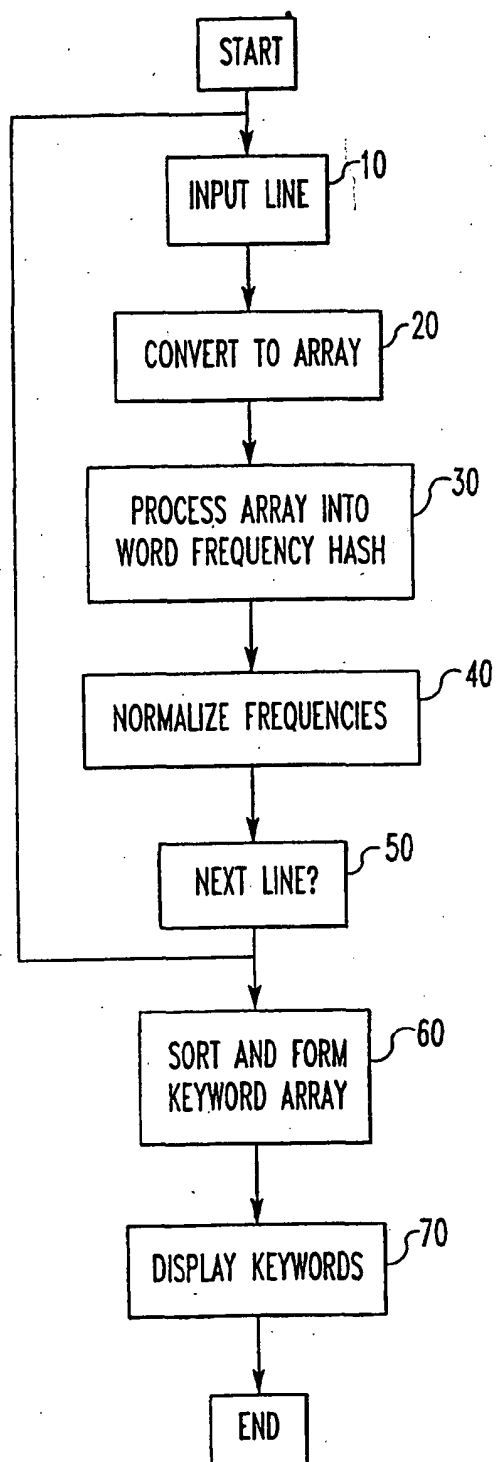 START
10
INPUT LINE
20
CONVERT TO ARRAY
30
PROCESS ARRAY INTO
WORD FREQUENCY HASH
40
NORMALIZE FREQUENCIES
50
NEXT LINE?
60
SORT AND FORM
KEYWORD ARRAY
70
DISPLAY KEYWORDS
END